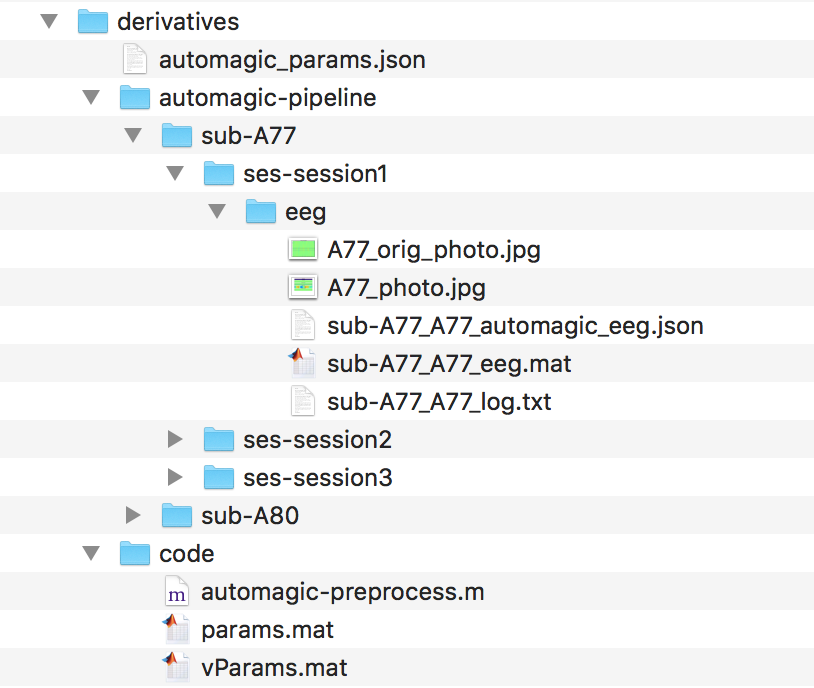 derivatives
automagic_params.json
automagic-pipeline
sub-A77
ses-session1
eeg
A77_orig_photo.jpg
A77_photo.jpg
sub-A77_A77_automagic_eeg.json
sub-A77_A77_eeg.mat
sub-A77_A77_log.txt
ses-session2
ses-session3
sub-A80
code
m automagic-preprocess.m
params.mat
vParams.mat